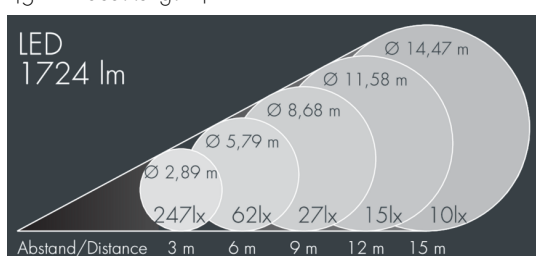 LED
1724 lm
Ø 14,47 m
Ø 11,58 m
Ø 8,68 m
Ø 5,79 m
Ø 2,89 m
247lx 62lx 27lx 15lx 10lx
Abstand/Distance 3 m 6 m 9 m 12 m 15 m